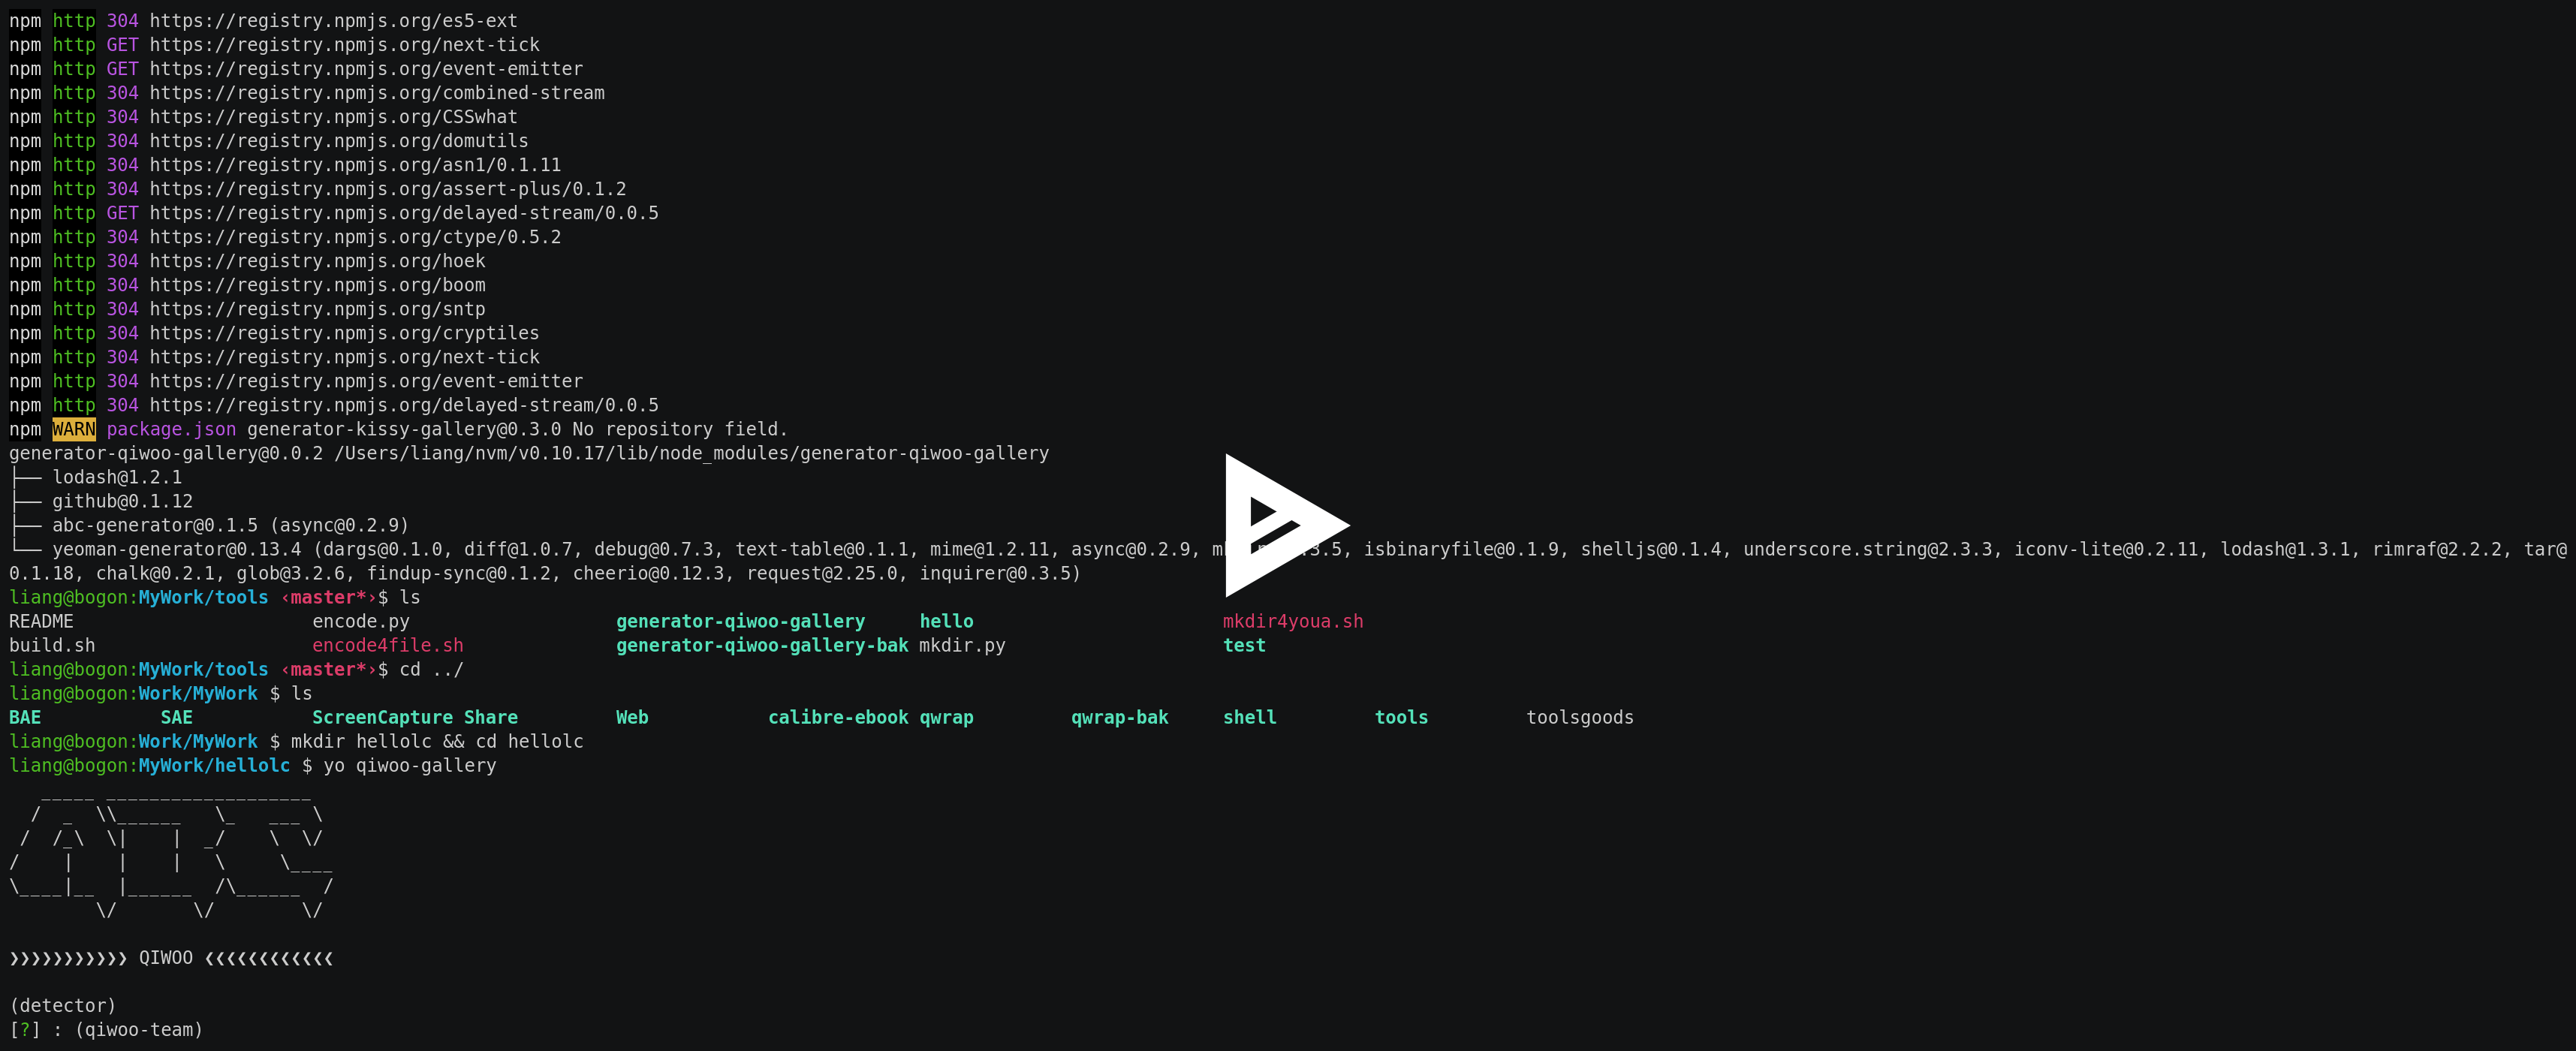 npm http 304 https://registry.npmjs.org/es5-ext
npm http GET https://registry.npmjs.org/next-tick
npm http GET https://registry.npmjs.org/event-emitter
npm http 304 https://registry.npmjs.org/combined-stream
npm http 304 https://registry.npmjs.org/CSSwhat
npm http 304 https://registry.npmjs.org/domutils
npm http 304 https://registry.npmjs.org/asn1/0.1.11
npm http 304 https://registry.npmjs.org/assert-plus/0.1.2
npm http GET https://registry.npmjs.org/delayed-stream/0.0.5
npm http 304 https://registry.npmjs.org/ctype/0.5.2
npm http 304 https://registry.npmjs.org/hoek
npm http 304 https://registry.npmjs.org/boom
npm http 304 https://registry.npmjs.org/sntp
npm http 304 https://registry.npmjs.org/cryptiles
npm http 304 https://registry.npmjs.org/next-tick
npm http 304 https://registry.npmjs.org/event-emitter
npm http 304 https://registry.npmjs.org/delayed-stream/0.0.5
npm WARN package.json generator-kissy-gallery@0.3.0 No repository field.
generator-qiwoo-gallery@0.0.2 /Users/liang/nvm/v0.10.17/lib/node_modules/generator-qiwoo-gallery
├── lodash@1.2.1
├── github@0.1.12
├── abc-generator@0.1.5 (async@0.2.9)
└── yeoman-generator@0.13.4 (dargs@0.1.0, diff@1.0.7, debug@0.7.3, text-table@0.1.1, mime@1.2.11, async@0.2.9, isbinaryfile@0.1.9, shelljs@0.1.4, underscore.string@2.3.3, iconv-lite@0.2.11, lodash@1.3.1, rimraf@2.2.2, tar@
0.1.18, chalk@0.2.1, glob@3.2.6, findup-sync@0.1.2, cheerio@0.12.3, request@2.25.0, inquirer@0.3.5)
liang@bogon:MyWork/tools ‹master*›$ ls
README encode.py generator-qiwoo-gallery hello mkdir4youa.sh
build.sh encode4file.sh generator-qiwoo-gallery-bak mkdir.py test
liang@bogon:MyWork/tools ‹master*›$ cd ../
liang@bogon:Work/MyWork $ ls
BAE SAE ScreenCapture Share Web calibre-ebook qwrap qwrap-bak shell tools toolsgoods
liang@bogon:Work/MyWork $ mkdir hellolc && cd hellolc
liang@bogon:MyWork/hellolc $ yo qiwoo-gallery
   _____ ___________________
  /  _  \\______   \_   ___ \
 /  /_\  \|    |  _/    \  \/
/    |    |    |   \     \____
\____|__  |______  /\______  /
        \/       \/        \/
❯❯❯❯❯❯❯❯❯❯❯ QIWOO ❮❮❮❮❮❮❮❮❮❮❮❮
(detector)
[?] : (qiwoo-team)